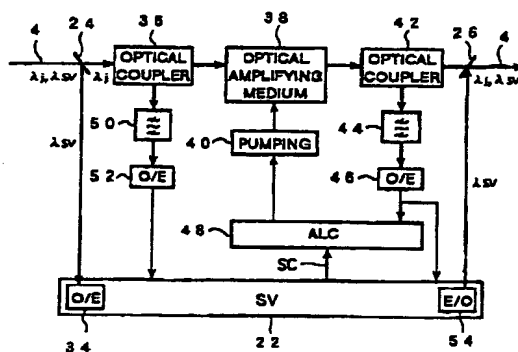 4 24 36 38 42 26 4
λj, λSV
λj
OPTICAL COUPLER
OPTICAL AMPLIFYING MEDIUM
OPTICAL COUPLER
λj, λSV
50
40
PUMPING
44
λSV
52
O/E
46
O/E
λSV
48
ALC
SC
O/E
SV
E/O
34
22
54